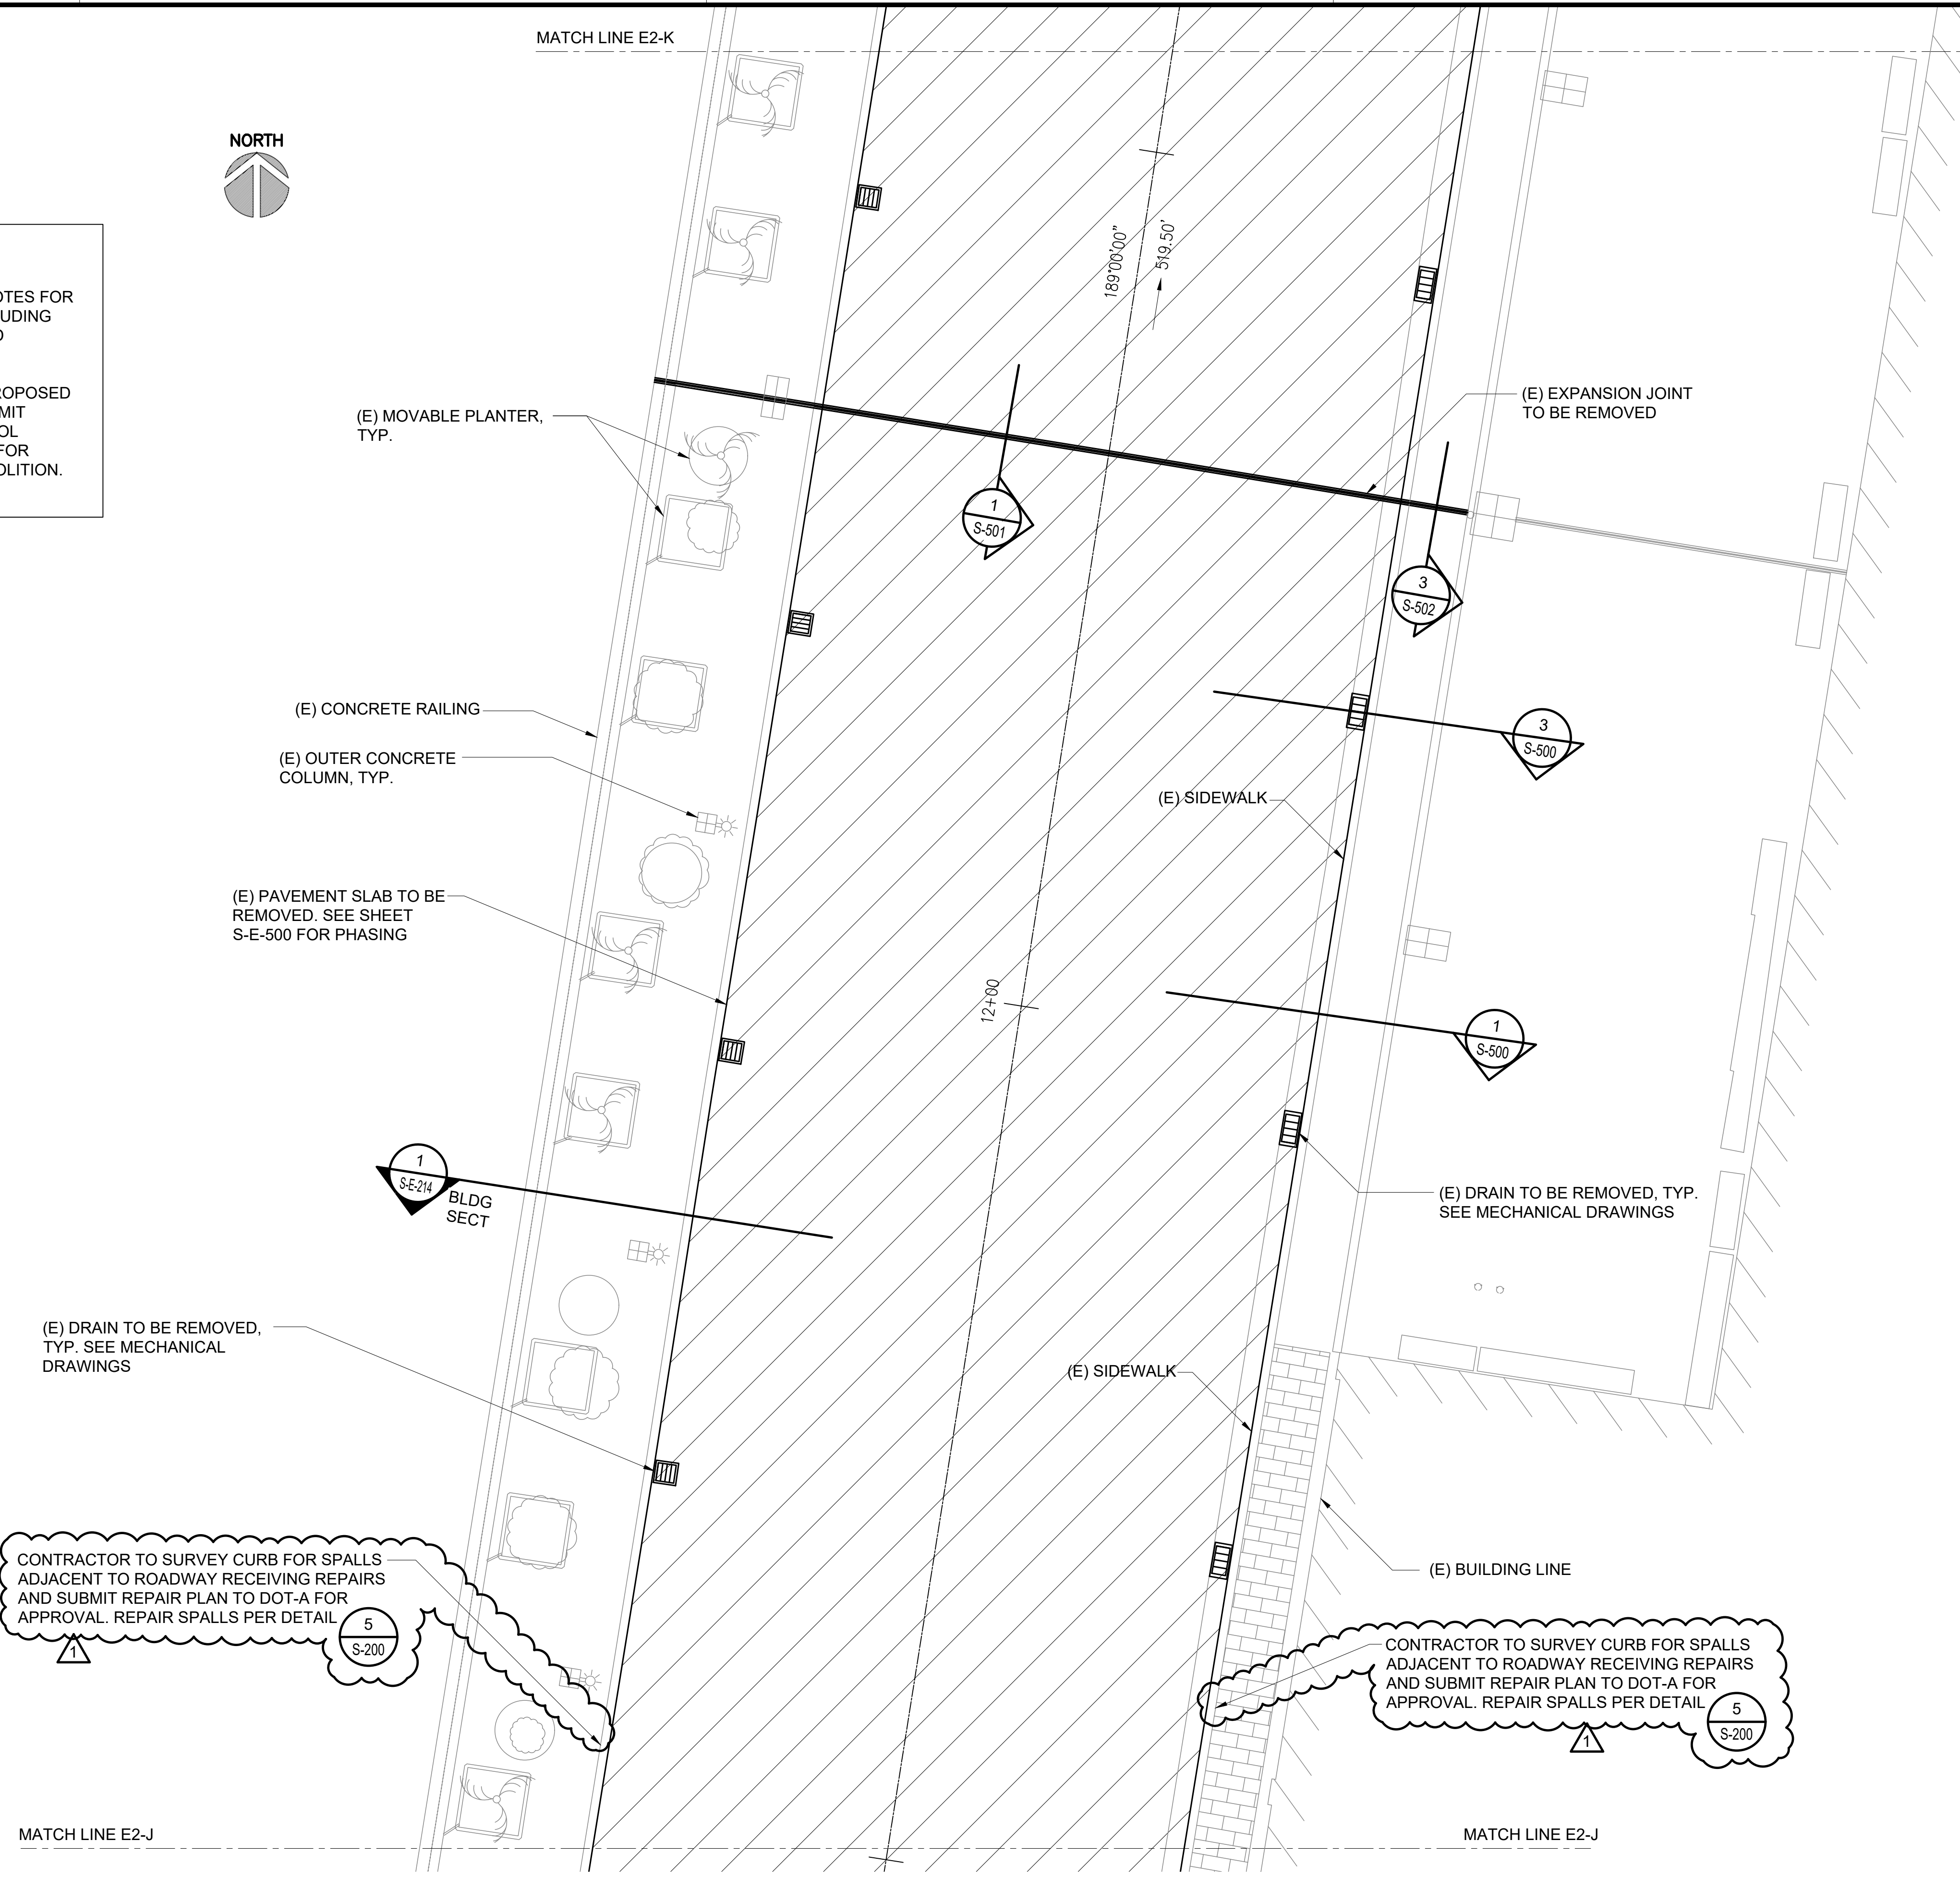 MATCH LINE E2-K
NORTH
OTES FOR
UDING
ROPOSED
MIT
OL
FOR
OLITION.
189°00'00"
519.50'
(E) EXPANSION JOINT
TO BE REMOVED
(E) MOVABLE PLANTER,
TYP.
1
S-501
3
S-502
(E) CONCRETE RAILING
3
S-500
(E) OUTER CONCRETE
COLUMN, TYP.
(E) SIDEWALK
(E) PAVEMENT SLAB TO BE
REMOVED. SEE SHEET
S-E-500 FOR PHASING
12+00
1
S-500
1
S-E-214
BLDG
SECT
(E) DRAIN TO BE REMOVED, TYP.
SEE MECHANICAL DRAWINGS
(E) DRAIN TO BE REMOVED,
TYP. SEE MECHANICAL
DRAWINGS
(E) SIDEWALK
(E) BUILDING LINE
CONTRACTOR TO SURVEY CURB FOR SPALLS
ADJACENT TO ROADWAY RECEIVING REPAIRS
AND SUBMIT REPAIR PLAN TO DOT-A FOR
APPROVAL. REPAIR SPALLS PER DETAIL
5
S-200
1
CONTRACTOR TO SURVEY CURB FOR SPALLS
ADJACENT TO ROADWAY RECEIVING REPAIRS
AND SUBMIT REPAIR PLAN TO DOT-A FOR
APPROVAL. REPAIR SPALLS PER DETAIL
5
S-200
1
MATCH LINE E2-J
MATCH LINE E2-J